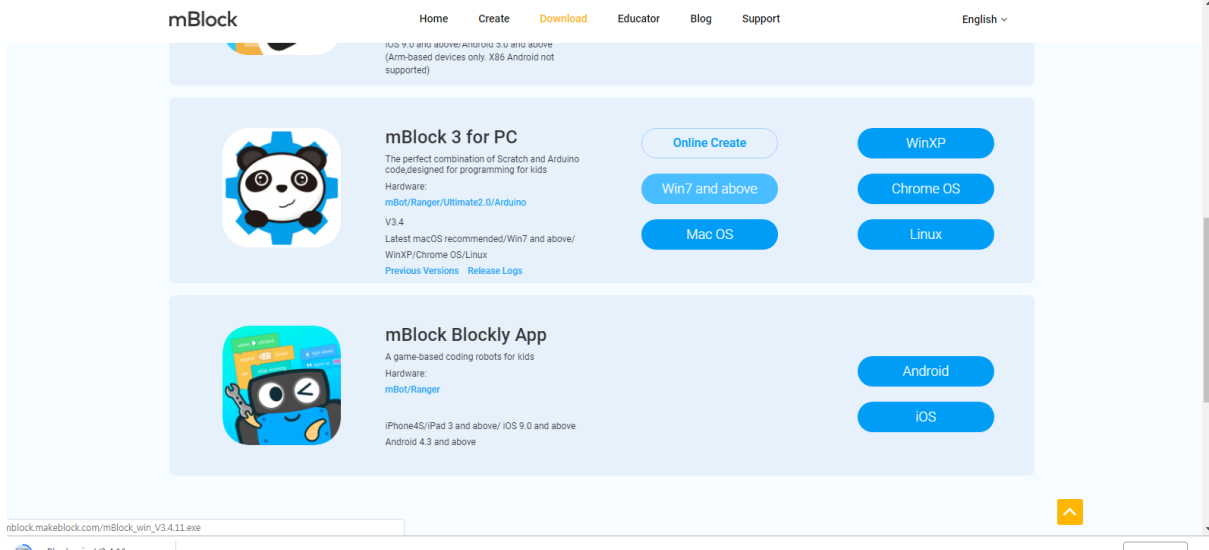 mBlock
Home Create Download Educator Blog Support English
iOS 9.0 and above/Android 5.0 and above
(Arm-based devices only. X86 Android not
supported)
mBlock 3 for PC
The perfect combination of Scratch and Arduino
code,designed for programming for kids
Hardware:
mBot/Ranger/Ultimate2.0/Arduino
V3.4
Latest macOS recommended/Win7 and above/
WinXP/Chrome OS/Linux
Previous Versions Release Logs
Online Create
WinXP
Win7 and above
Chrome OS
Mac OS
Linux
mBlock Blockly App
A game-based coding robots for kids
Hardware:
mBot/Ranger
iPhone4S/iPad 3 and above/ iOS 9.0 and above
Android 4.3 and above
Android
iOS
when clicked
mblock.makeblock.com/mBlock_win_V3.4.11.exe